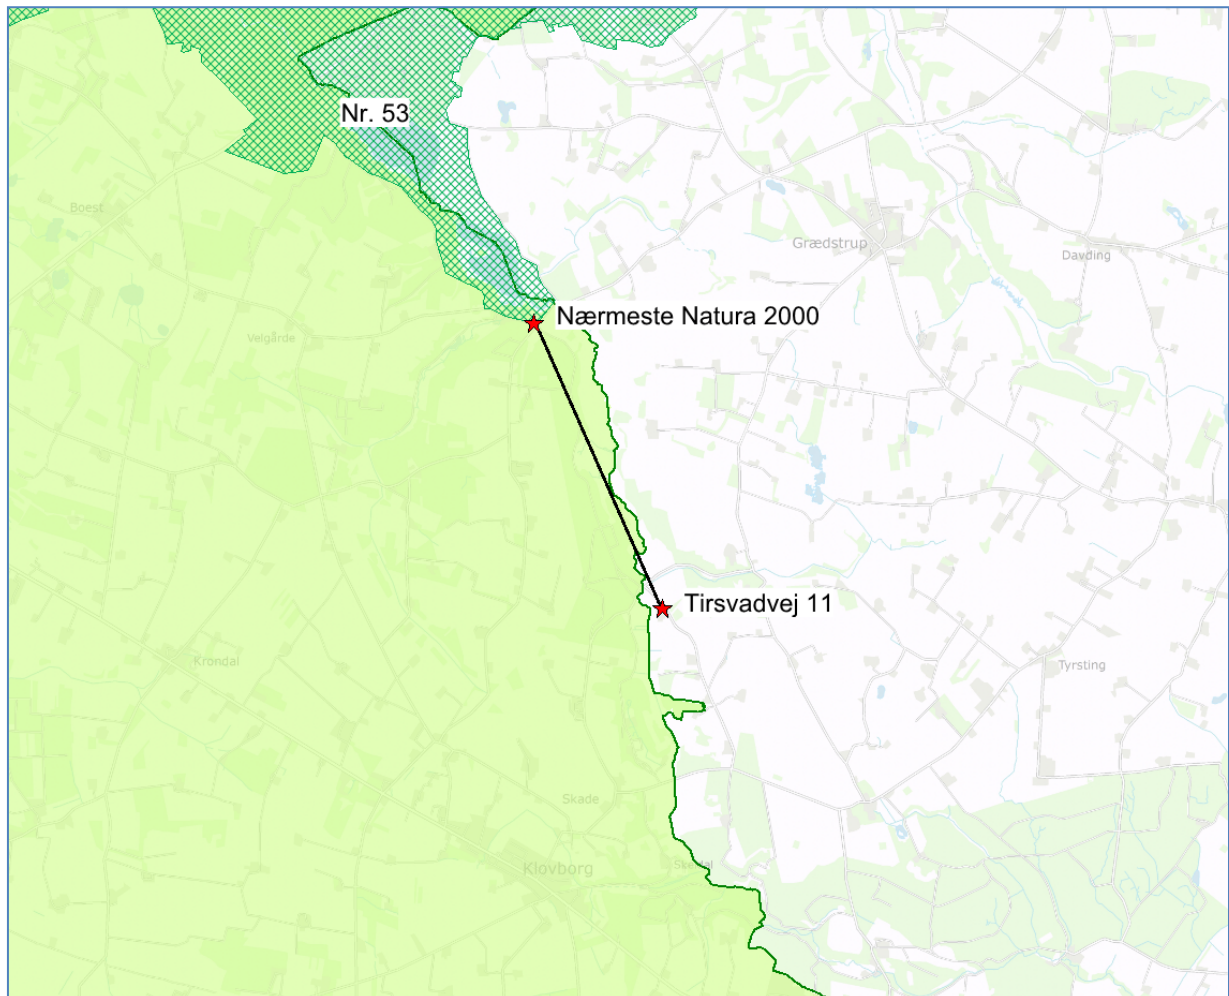 Nr. 53
Boest
Grædstrup
Davding
Nærmeste Natura 2000
Velgårde
Tirsvadvej 11
Krondal
Tyrsting
Skade
Klovborg